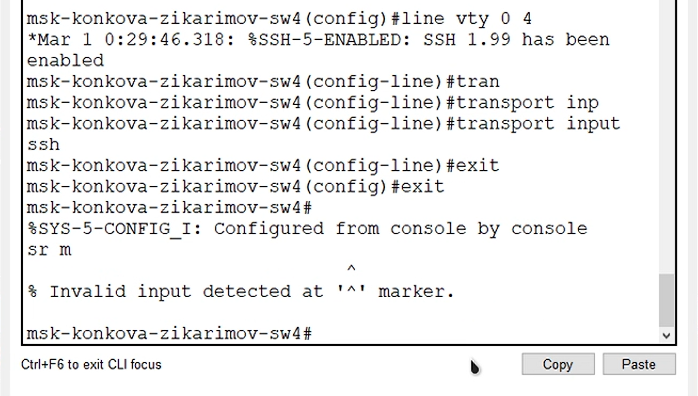 msk-konkova-zikarimov-sw4(config)#line vty 0 4
*Mar 1 0:29:46.318: %SSH-5-ENABLED: SSH 1.99 has been
enabled
msk-konkova-zikarimov-sw4(config-line)#tran
msk-konkova-zikarimov-sw4(config-line)#transport inp
msk-konkova-zikarimov-sw4(config-line)#transport input
ssh
msk-konkova-zikarimov-sw4(config-line)#exit
msk-konkova-zikarimov-sw4(config)#exit
msk-konkova-zikarimov-sw4#
%SYS-5-CONFIG_I: Configured from console by console
sr m
^
% Invalid input detected at '^' marker.
msk-konkova-zikarimov-sw4#
Ctrl+F6 to exit CLI focus
Copy
Paste